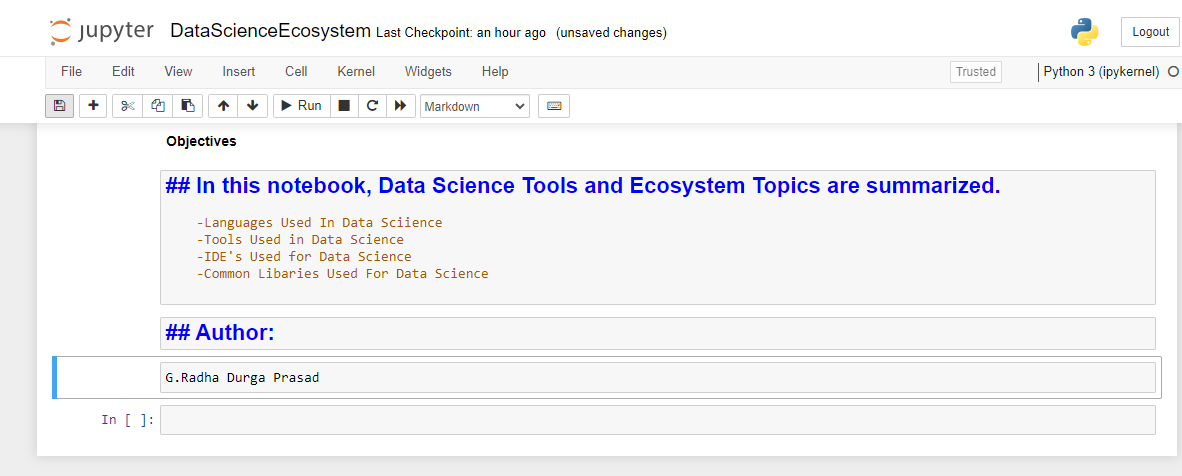 jupyter DataScienceEcosystem Last Checkpoint: an hour ago (unsaved changes) Logout
File Edit View Insert Cell Kernel Widgets Help Trusted Python 3 (ipykernel)
Run Markdown
Objectives
## In this notebook, Data Science Tools and Ecosystem Topics are summarized.
-Languages Used In Data Sciience
-Tools Used in Data Science
-IDE's Used for Data Science
-Common Libaries Used For Data Science
## Author:
G.Radha Durga Prasad
In [ ]: